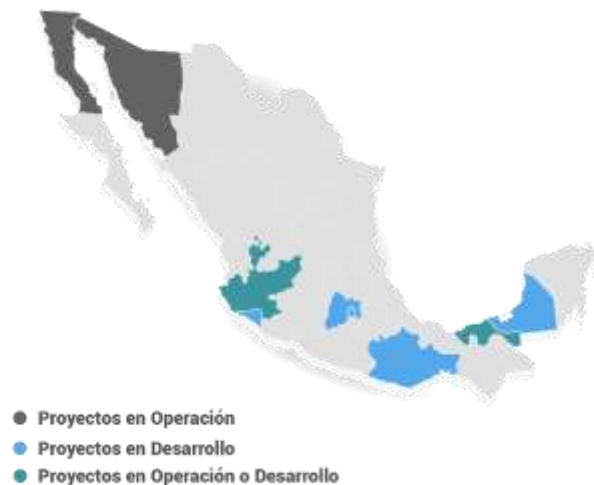 Proyectos en Operación
Proyectos en Desarrollo
Proyectos en Operación o Desarrollo